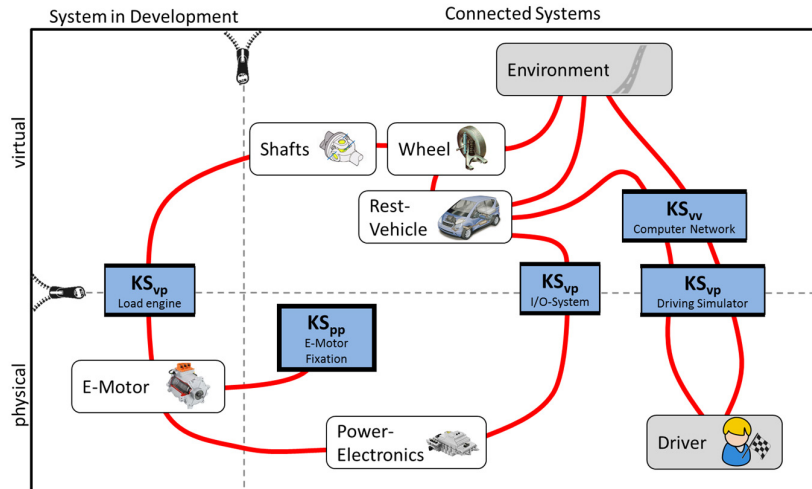 System in Development
Connected Systems
virtual
physical
Environment
Shafts
Wheel
Rest-
Vehicle
KSvv
Computer Network
KSvp
Load engine
KSvp
I/O-System
KSvp
Driving Simulator
KSpp
E-Motor
Fixation
E-Motor
Power-
Electronics
Driver